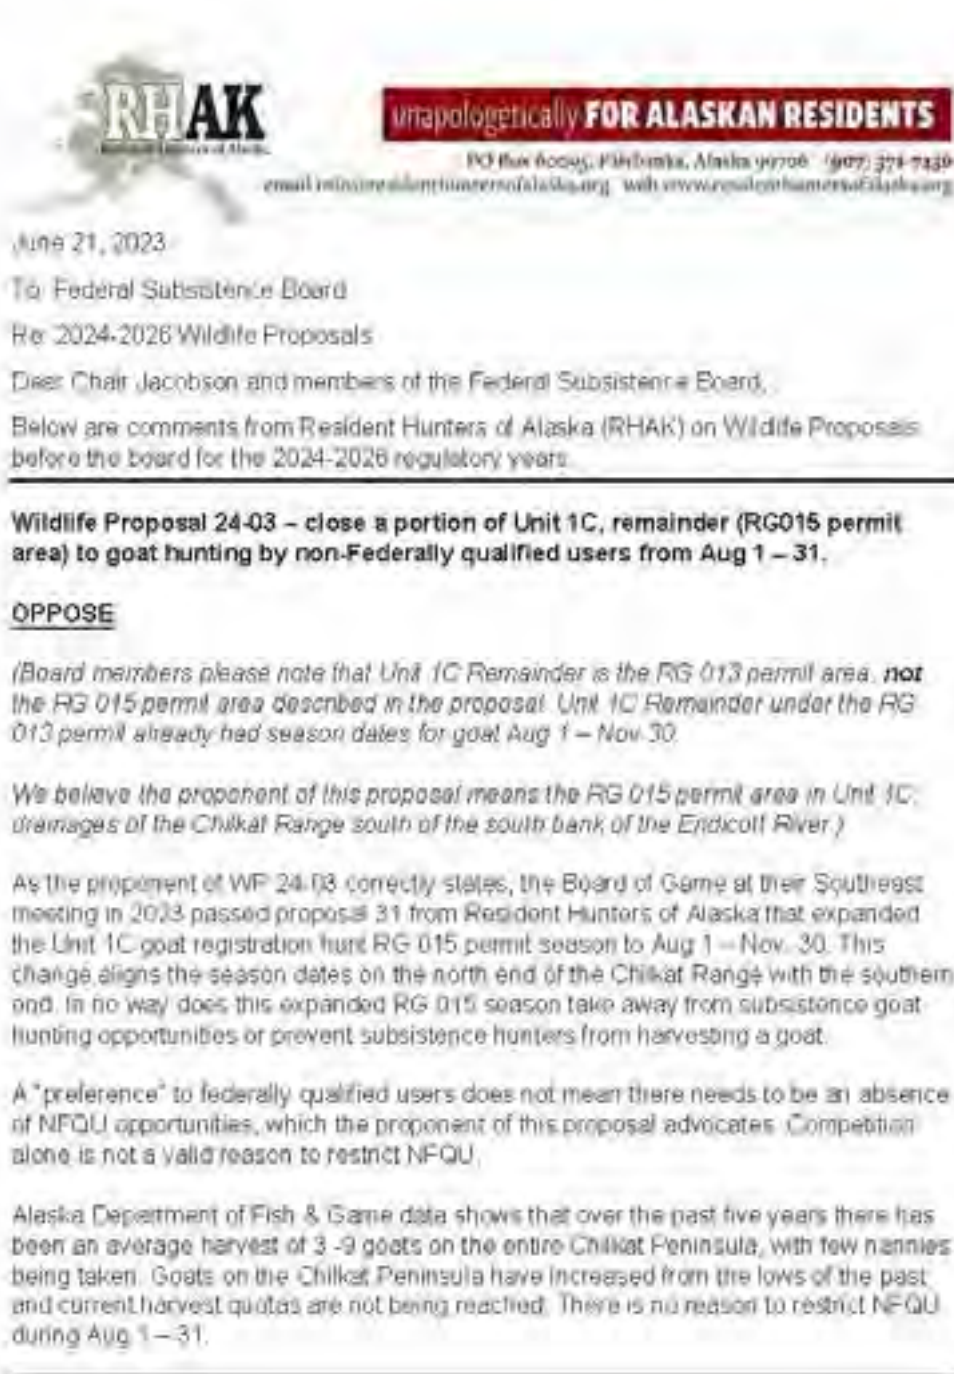 RHAK
unapologetically FOR ALASKAN RESIDENTS
Alaska 99706 (907) 371-7436
email web www.residenthuntersofalaska.org
June 21, 2023
To: Federal Subsistence Board
Re: 2024-2026 Wildlife Proposals
Dear Chair Jacobson and members of the Federal Subsistence Board,
Below are comments from Resident Hunters of Alaska (RHAK) on Wildlife Proposals
before the board for the 2024-2026 regulatory years.
Wildlife Proposal 24-03 – close a portion of Unit 1C, remainder (RG015 permit
area) to goat hunting by non-Federally qualified users from Aug 1 – 31.
OPPOSE
(Board members please note that Unit 1C Remainder is the RG 013 permit area, not
the RG 015 permit area described in the proposal. Unit 1C Remainder under the RG
013 permit already had season dates for goat Aug 1 – Nov 30.
We believe the proponent of this proposal means the RG 015 permit area in Unit 1C,
drainages of the Chilkat Range south of the south bank of the Endicott River.)
As the proponent of WP 24-03 correctly states, the Board of Game at their Southeast
meeting in 2023 passed proposal 31 from Resident Hunters of Alaska that expanded
the Unit 1C goat registration hunt RG 015 permit season to Aug 1 – Nov. 30. This
change aligns the season dates on the north end of the Chilkat Range with the southern
end. In no way does this expanded RG 015 season take away from subsistence goat
hunting opportunities or prevent subsistence hunters from harvesting a goat.
A "preference" to federally qualified users does not mean there needs to be an absence
of NFQU opportunities, which the proponent of this proposal advocates. Competition
alone is not a valid reason to restrict NFQU.
Alaska Department of Fish & Game data shows that over the past five years there has
been an average harvest of 3 -9 goats on the entire Chilkat Peninsula, with few nannies
being taken. Goats on the Chilkat Peninsula have increased from the lows of the past
and current harvest quotas are not being reached. There is no reason to restrict NFQU
during Aug 1 – 31.